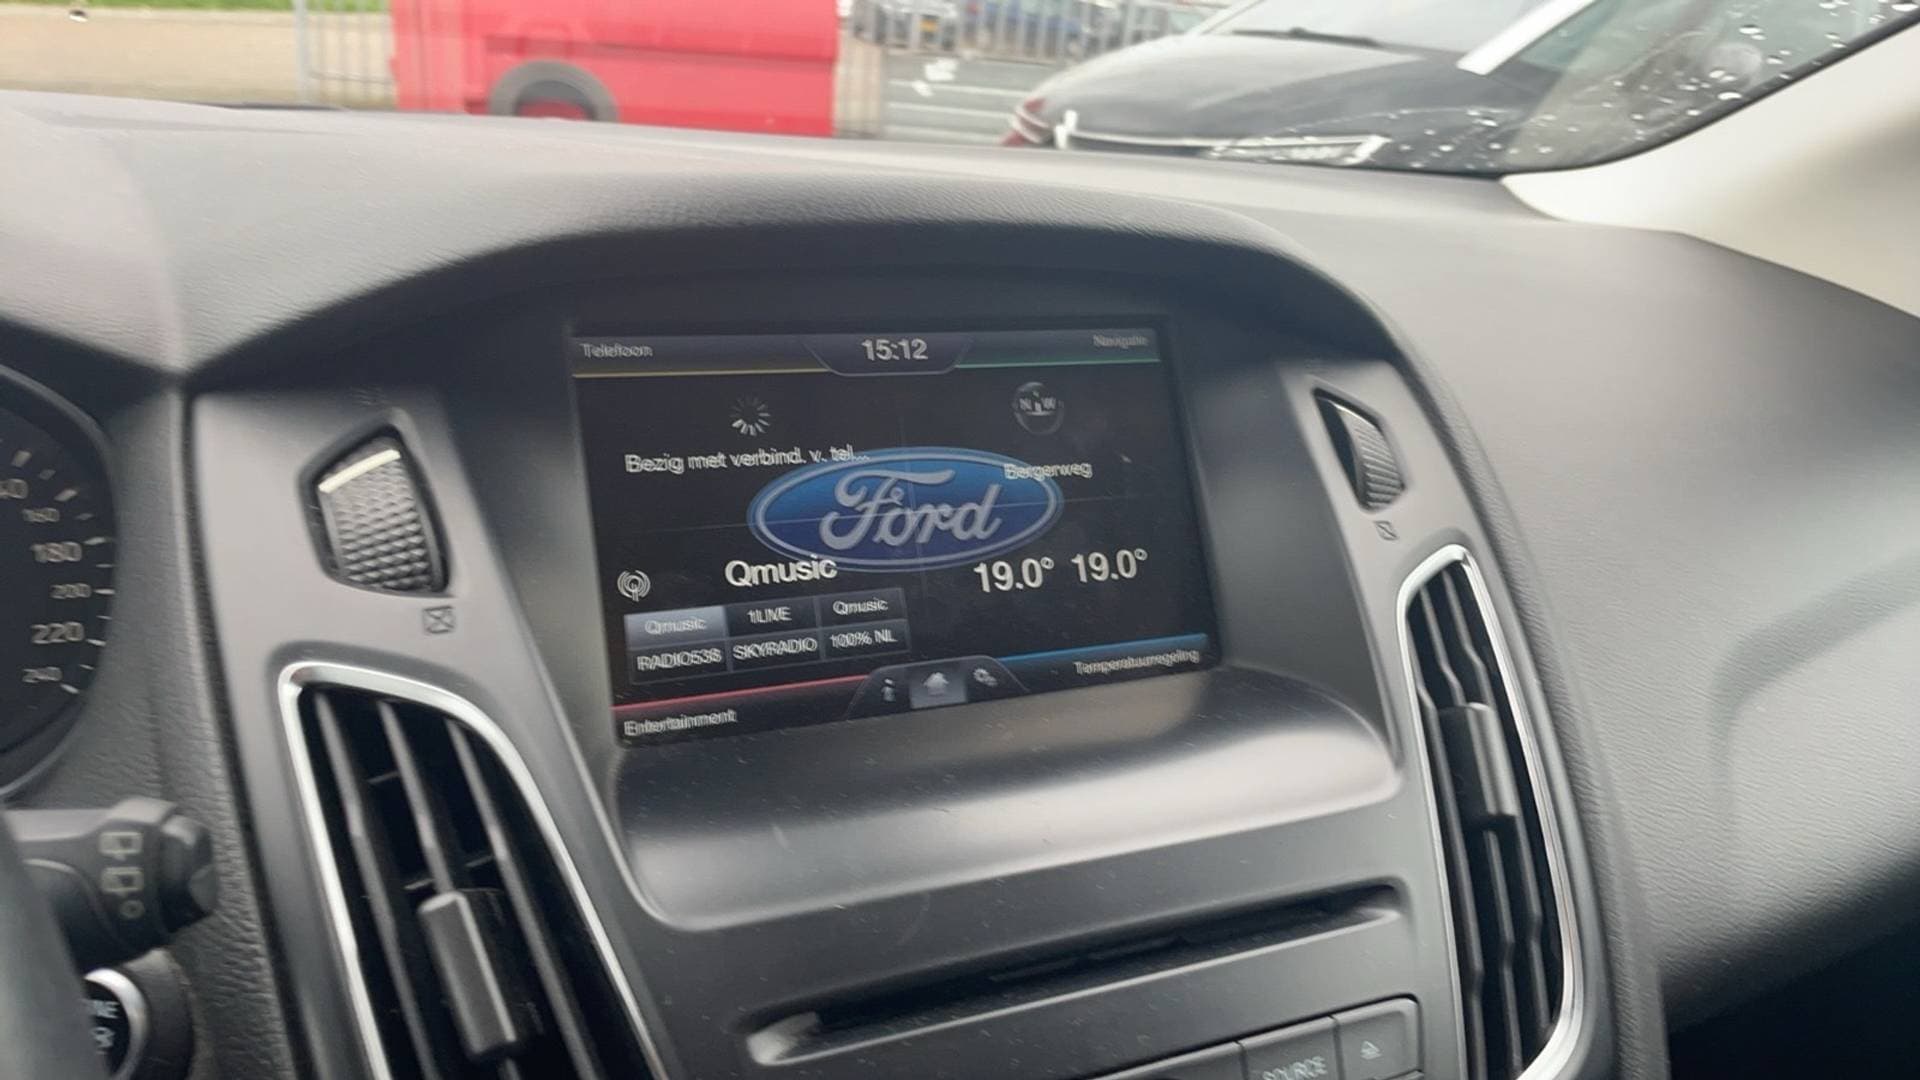 Telefoon
15:12
Navigatie
N W
Bezig met verbind. v. tel...
Bergerweg
Ford
Qmusic
19.0° 19.0°
Qmusic
1LIVE
Qmusic
RADIO538
SKYRADIO
100% NL
Entertainment
Temperatuurregeling
160
180
200
220
240
SOURCE